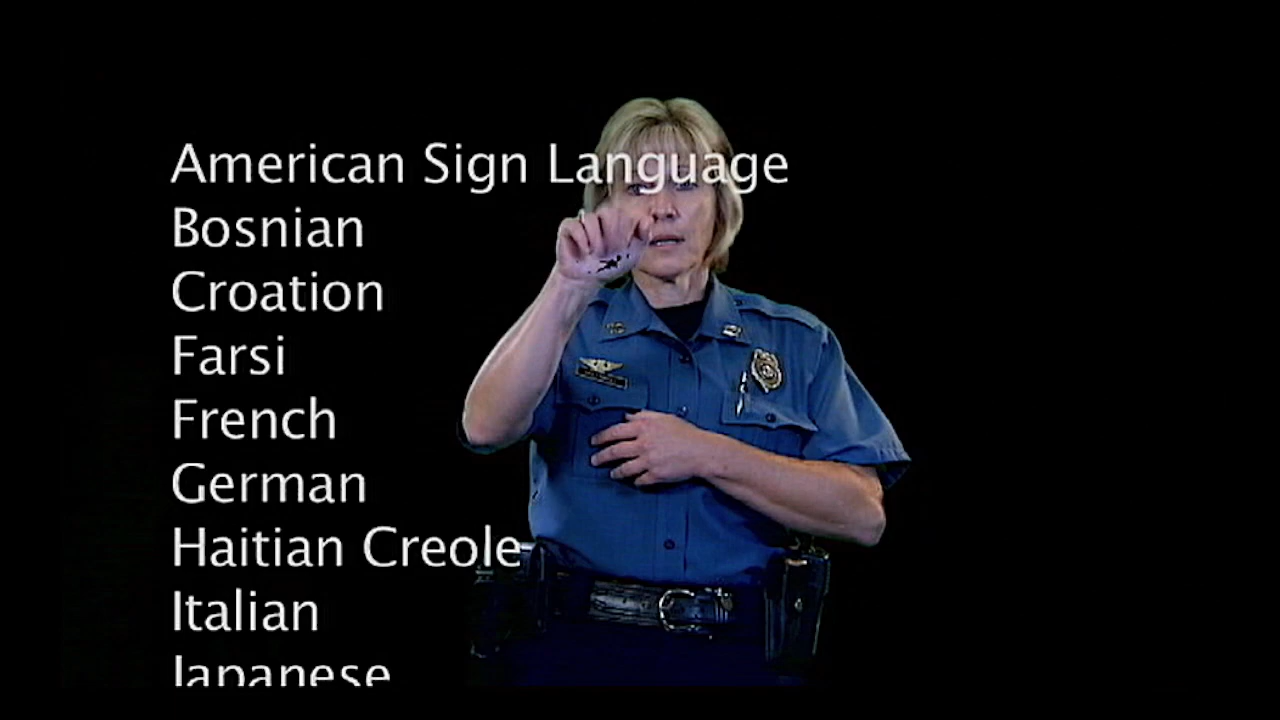 American Sign Language
Bosnian
Croation
Farsi
French
German
Haitian Creole
Italian
Japanese